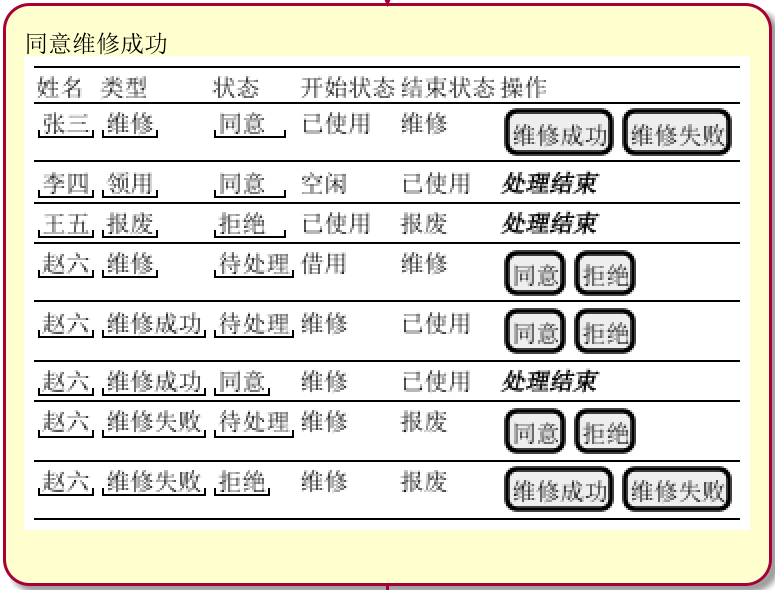 同意维修成功
姓名 类型 状态 开始状态 结束状态 操作
张三 维修 同意 已使用 维修 维修成功 维修失败
李四 领用 同意 空闲 已使用 处理结束
王五 报废 拒绝 已使用 报废 处理结束
赵六 维修 待处理 借用 维修 同意 拒绝
赵六 维修成功 待处理 维修 已使用 同意 拒绝
赵六 维修成功 同意 维修 已使用 处理结束
赵六 维修失败 待处理 维修 报废 同意 拒绝
赵六 维修失败 拒绝 维修 报废 维修成功 维修失败